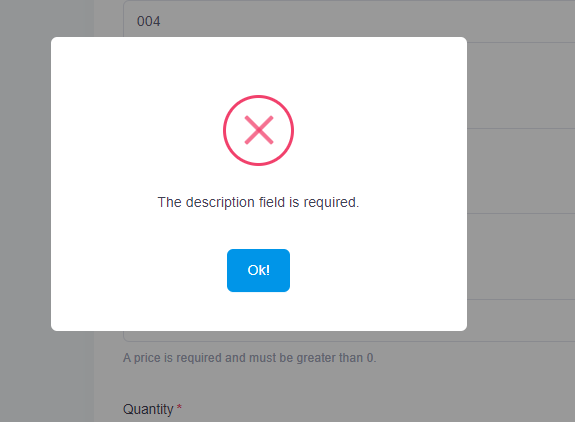 004
The description field is required.
Ok!
A price is required and must be greater than 0.
Quantity *